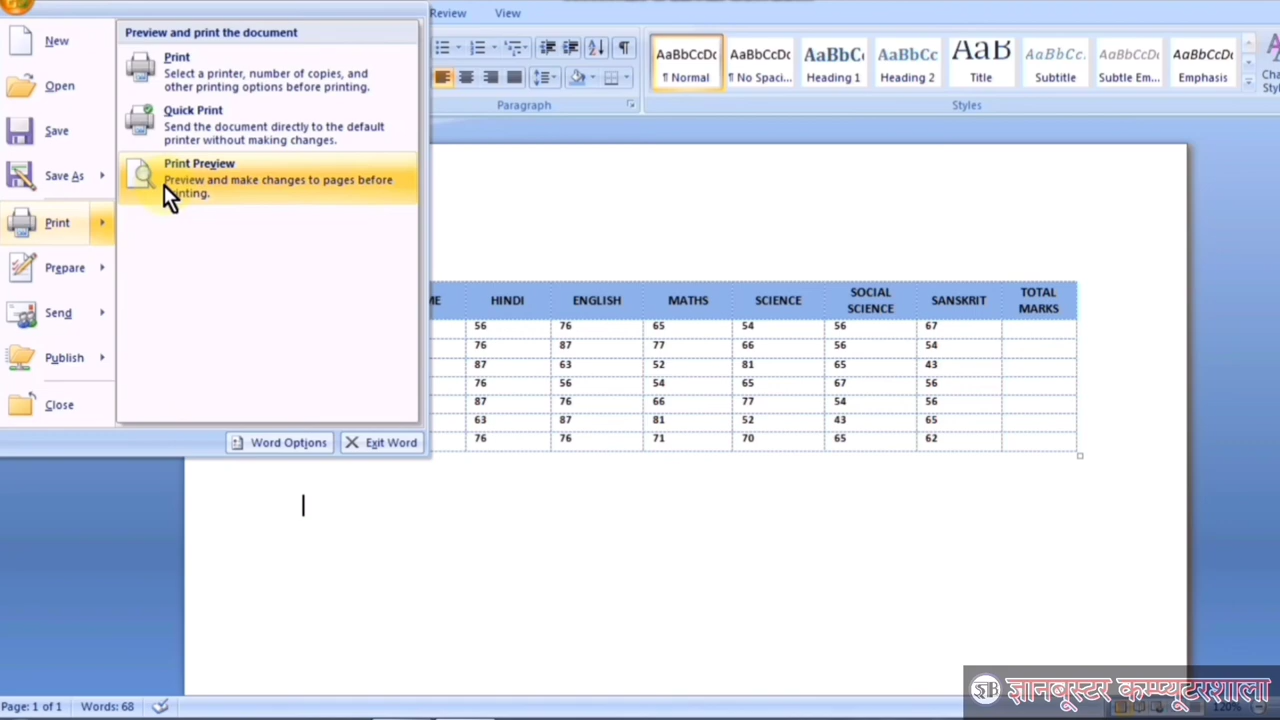 Review View
Preview and print the document
New
Print
Select a printer, number of copies, and
other printing options before printing.
Open
Quick Print
Send the document directly to the default
printer without making changes.
Save
Print Preview
Preview and make changes to pages before
printing.
Save As
Print
Prepare
Send
Publish
Close
Word Options Exit Word
AaBbCcDc AaBbCcDc AaBbC AaBbCc AaB AaBbCc. AaBbCcDc AaBbCcDc
¶ Normal ¶ No Spaci... Heading 1 Heading 2 Title Subtitle Subtle Em... Emphasis
Paragraph Styles
HINDI ENGLISH MATHS SCIENCE SOCIAL SCIENCE SANSKRIT TOTAL MARKS
56 76 65 54 56 67
76 87 77 66 56 54
87 63 52 81 65 43
76 56 54 65 67 56
87 76 66 77 54 56
63 87 81 52 43 65
76 76 71 70 65 62
Page: 1 of 1 Words: 68
ज्ञानबूस्टर कम्प्यूटरशाला
120%